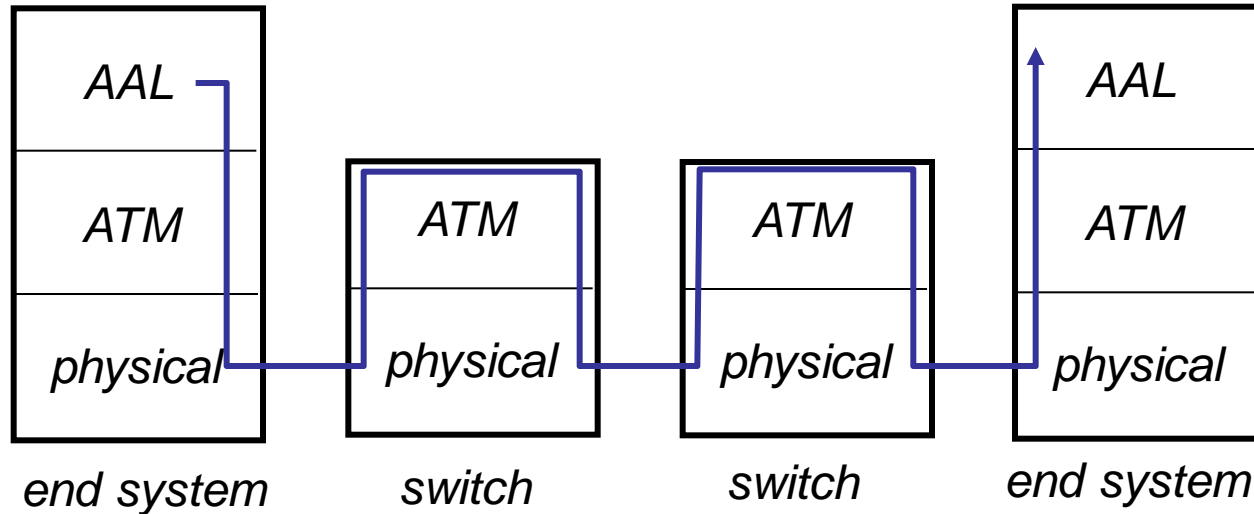 AAL
AAL
ATM
ATM
ATM
ATM
physical
physical
physical
physical
end system
switch
switch
end system